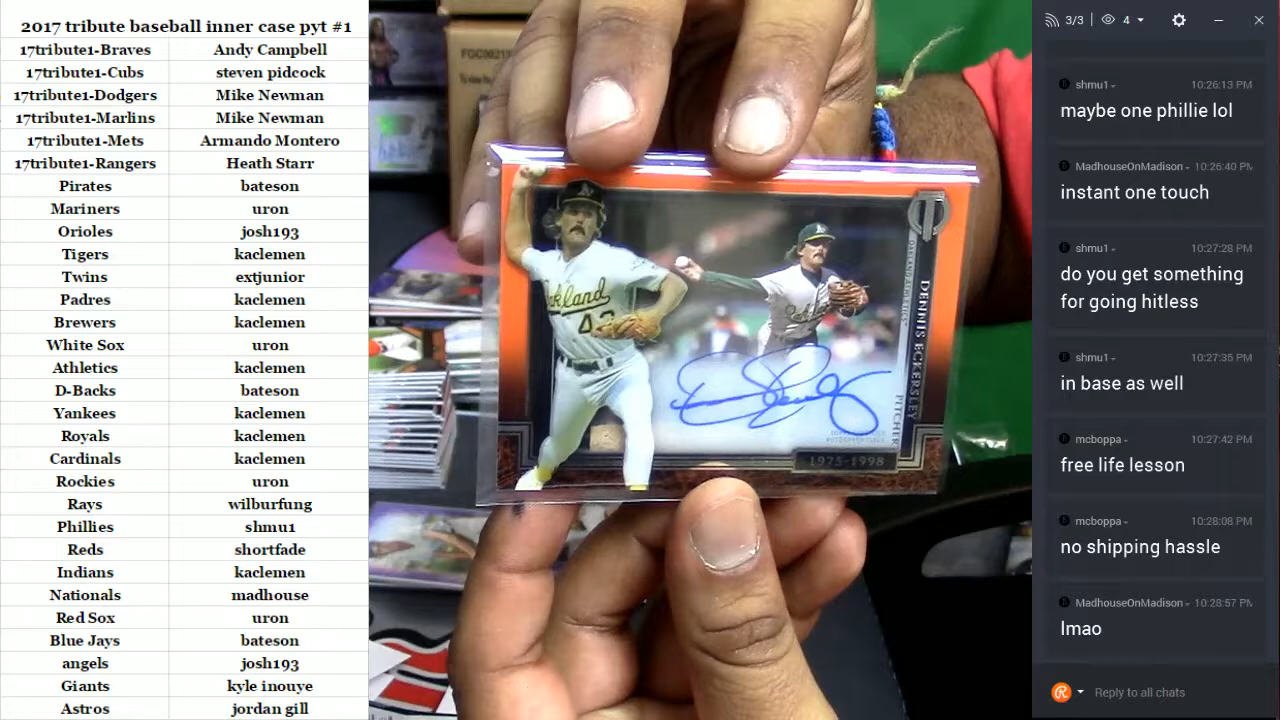 2017 tribute baseball inner case pyt #1
17tribute1-Braves Andy Campbell
17tribute1-Cubs steven pidcock
17tribute1-Dodgers Mike Newman
17tribute1-Marlins Mike Newman
17tribute1-Mets Armando Montero
17tribute1-Rangers Heath Starr
Pirates bateson
Mariners uron
Orioles josh193
Tigers kaclemen
Twins extjunior
Padres kaclemen
Brewers kaclemen
White Sox uron
Athletics kaclemen
D-Backs bateson
Yankees kaclemen
Royals kaclemen
Cardinals kaclemen
Rockies uron
Rays wilburfung
Phillies shmu1
Reds shortfade
Indians kaclemen
Nationals madhouse
Red Sox uron
Blue Jays bateson
angels josh193
Giants kyle inouye
Astros jordan gill
DENNIS ECKERSLEY
OAKLAND ATHLETICS
PITCHER
1975-1998
3/3 4
shmu1 10:26:13 PM
maybe one phillie lol
MadhouseOnMadison 10:26:40 PM
instant one touch
shmu1 10:27:28 PM
do you get something
for going hitless
shmu1 10:27:35 PM
in base as well
mcboppa 10:27:42 PM
free life lesson
mcboppa 10:28:08 PM
no shipping hassle
MadhouseOnMadison 10:28:57 PM
lmao
Reply to all chats